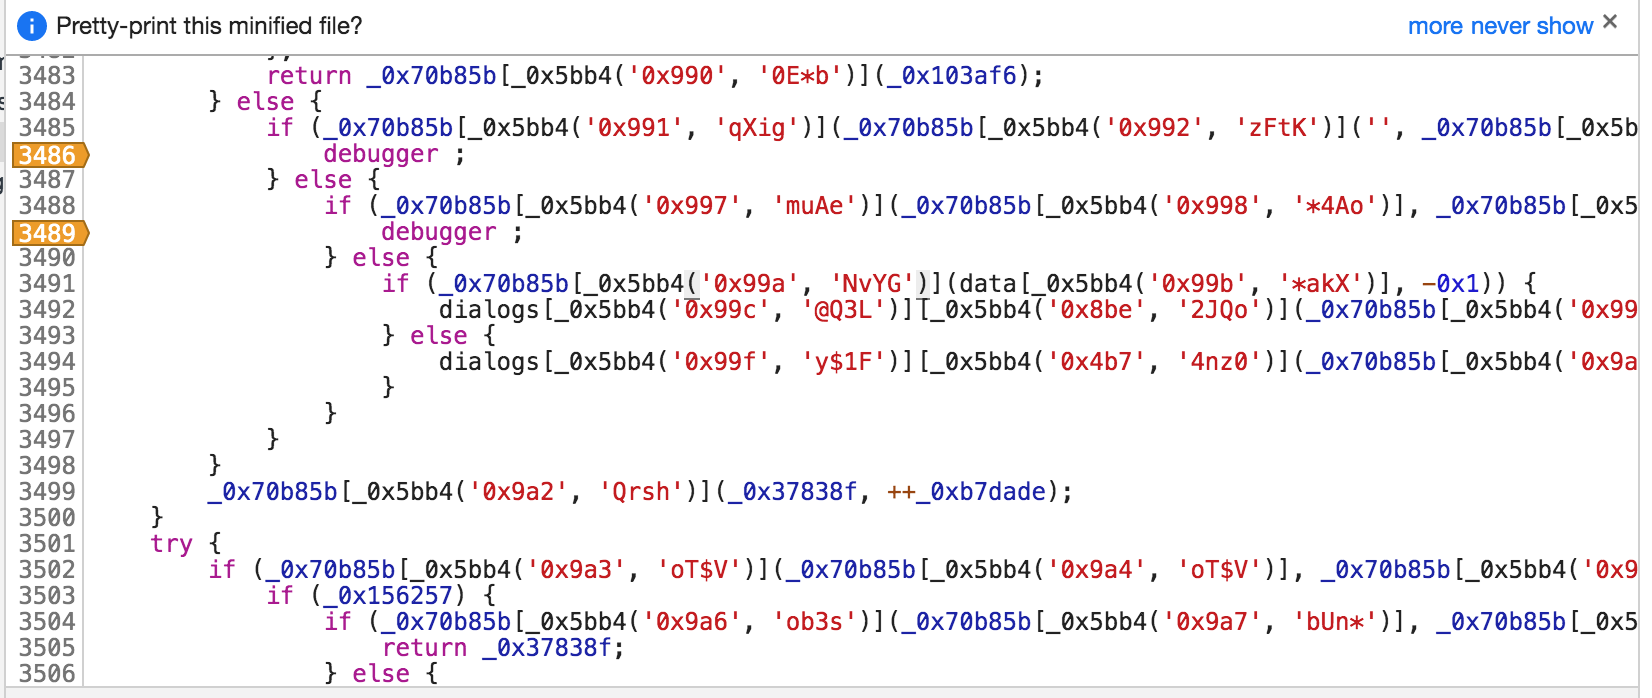 Pretty-print this minified file?
more never show ×
3483 return _0x70b85b[_0x5bb4('0x990', '0E*b')](_0x103af6);
3484 } else {
3485 if (_0x70b85b[_0x5bb4('0x991', 'qXig')](_0x70b85b[_0x5bb4('0x992', 'zFtK')]('', _0x70b85b[_0x5b
3486 debugger ;
3487 } else {
3488 if (_0x70b85b[_0x5bb4('0x997', 'muAe')](_0x70b85b[_0x5bb4('0x998', '*4Ao')], _0x70b85b[_0x5
3489 debugger ;
3490 } else {
3491 if (_0x70b85b[_0x5bb4('0x99a', 'NvYG')](data[_0x5bb4('0x99b', '*akX')], -0x1)) {
3492 dialogs[_0x5bb4('0x99c', '@Q3L')][_0x5bb4('0x8be', '2JQo')](_0x70b85b[_0x5bb4('0x99
3493 } else {
3494 dialogs[_0x5bb4('0x99f', 'y$1F')][_0x5bb4('0x4b7', '4nz0')](_0x70b85b[_0x5bb4('0x9a
3495 }
3496 }
3497 }
3498 }
3499 _0x70b85b[_0x5bb4('0x9a2', 'Qrsh')](_0x37838f, ++_0xb7dade);
3500 }
3501 try {
3502 if (_0x70b85b[_0x5bb4('0x9a3', 'oT$V')](_0x70b85b[_0x5bb4('0x9a4', 'oT$V')], _0x70b85b[_0x5bb4('0x9
3503 if (_0x156257) {
3504 if (_0x70b85b[_0x5bb4('0x9a6', 'ob3s')](_0x70b85b[_0x5bb4('0x9a7', 'bUn*')], _0x70b85b[_0x5
3505 return _0x37838f;
3506 } else {